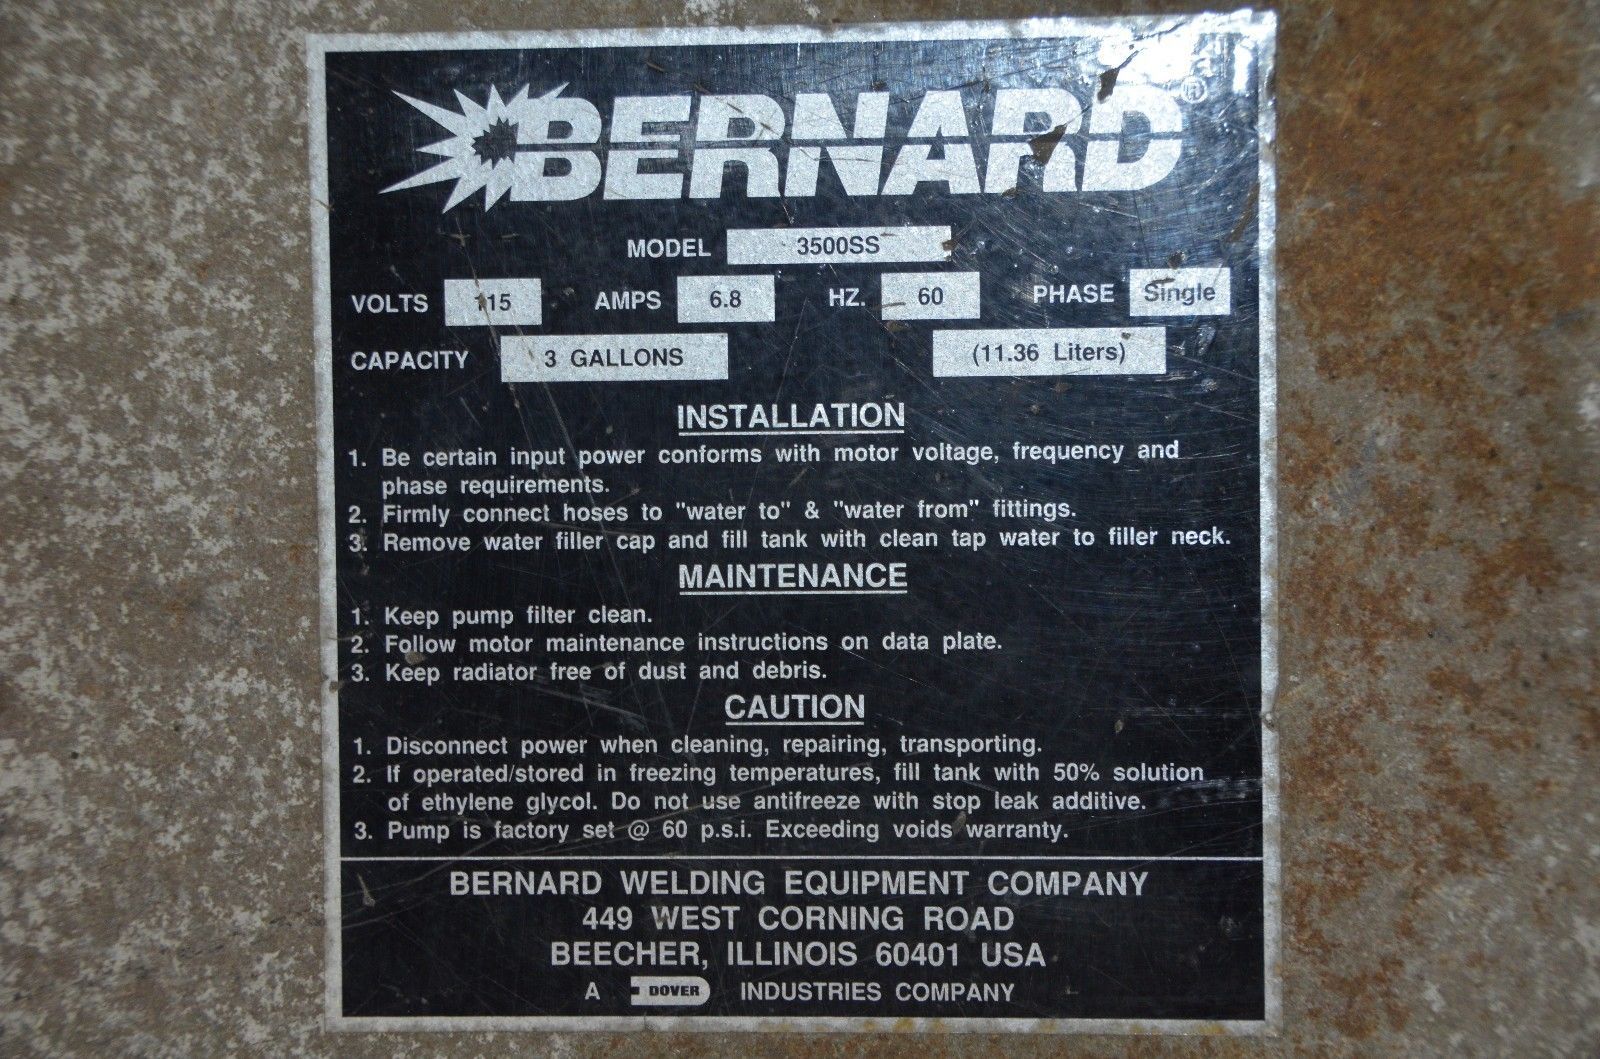 BERNARD®
MODEL 3500SS
VOLTS 115 AMPS 6.8 HZ. 60 PHASE Single
CAPACITY 3 GALLONS (11.36 Liters)
INSTALLATION
1. Be certain input power conforms with motor voltage, frequency and
phase requirements.
2. Firmly connect hoses to "water to" & "water from" fittings.
3. Remove water filler cap and fill tank with clean tap water to filler neck.
MAINTENANCE
1. Keep pump filter clean.
2. Follow motor maintenance instructions on data plate.
3. Keep radiator free of dust and debris.
CAUTION
1. Disconnect power when cleaning, repairing, transporting.
2. If operated/stored in freezing temperatures, fill tank with 50% solution
of ethylene glycol. Do not use antifreeze with stop leak additive.
3. Pump is factory set @ 60 p.s.i. Exceeding voids warranty.
BERNARD WELDING EQUIPMENT COMPANY
449 WEST CORNING ROAD
BEECHER, ILLINOIS 60401 USA
A DOVER INDUSTRIES COMPANY